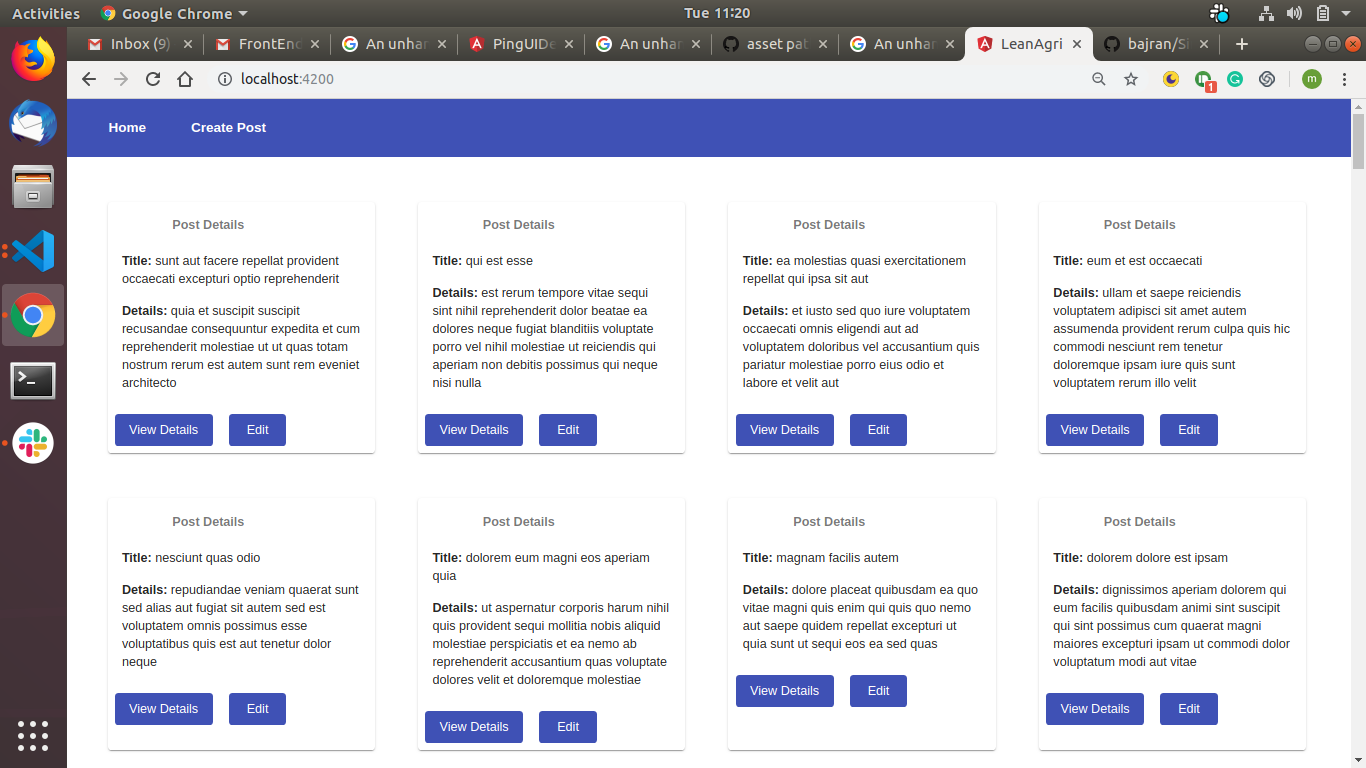 Activities Google Chrome Tue 11:20
Inbox (9) FrontEnd An unhan PingUIDe An unhan asset pat An unhan LeanAgri bajran/Si
localhost:4200 1 m
Home Create Post
Post Details
Title: sunt aut facere repellat provident
occaecati excepturi optio reprehenderit
Details: quia et suscipit suscipit
recusandae consequuntur expedita et cum
reprehenderit molestiae ut ut quas totam
nostrum rerum est autem sunt rem eveniet
architecto
View Details Edit
Post Details
Title: qui est esse
Details: est rerum tempore vitae sequi
sint nihil reprehenderit dolor beatae ea
dolores neque fugiat blanditiis voluptate
porro vel nihil molestiae ut reiciendis qui
aperiam non debitis possimus qui neque
nisi nulla
View Details Edit
Post Details
Title: ea molestias quasi exercitationem
repellat qui ipsa sit aut
Details: et iusto sed quo iure voluptatem
occaecati omnis eligendi aut ad
voluptatem doloribus vel accusantium quis
pariatur molestiae porro eius odio et
labore et velit aut
View Details Edit
Post Details
Title: eum et est occaecati
Details: ullam et saepe reiciendis
voluptatem adipisci sit amet autem
assumenda provident rerum culpa quis hic
commodi nesciunt rem tenetur
doloremque ipsam iure quis sunt
voluptatem rerum illo velit
View Details Edit
Post Details
Title: nesciunt quas odio
Details: repudiandae veniam quaerat sunt
sed alias aut fugiat sit autem sed est
voluptatem omnis possimus esse
voluptatibus quis est aut tenetur dolor
neque
View Details Edit
Post Details
Title: dolorem eum magni eos aperiam
quia
Details: ut aspernatur corporis harum nihil
quis provident sequi mollitia nobis aliquid
molestiae perspiciatis et ea nemo ab
reprehenderit accusantium quas voluptate
dolores velit et doloremque molestiae
View Details Edit
Post Details
Title: magnam facilis autem
Details: dolore placeat quibusdam ea quo
vitae magni quis enim qui quis quo nemo
aut saepe quidem repellat excepturi ut
quia sunt ut sequi eos ea sed quas
View Details Edit
Post Details
Title: dolorem dolore est ipsam
Details: dignissimos aperiam dolorem qui
eum facilis quibusdam animi sint suscipit
qui sint possimus cum quaerat magni
maiores excepturi ipsam ut commodi dolor
voluptatum modi aut vitae
View Details Edit